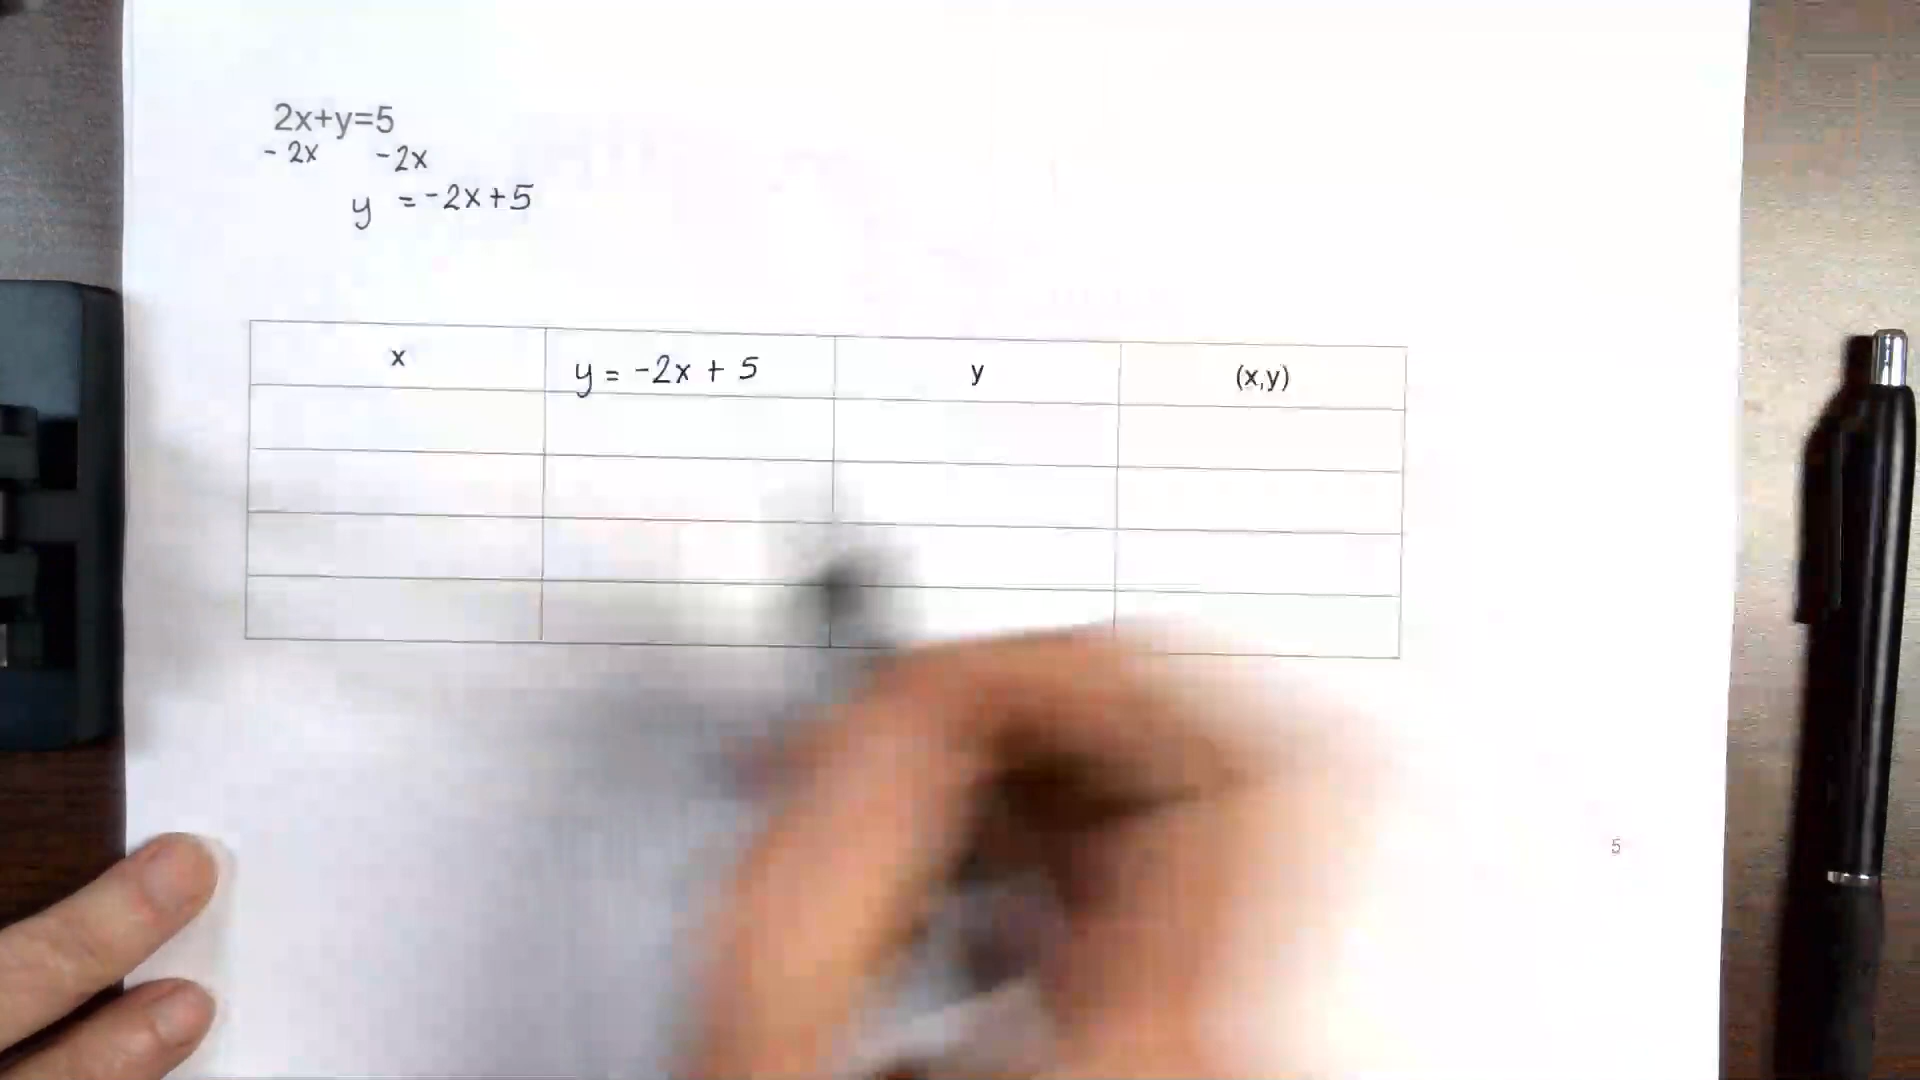 2x+y=5
- 2x -2x
y = -2x+5
x y = -2x + 5 y (x,y)
5